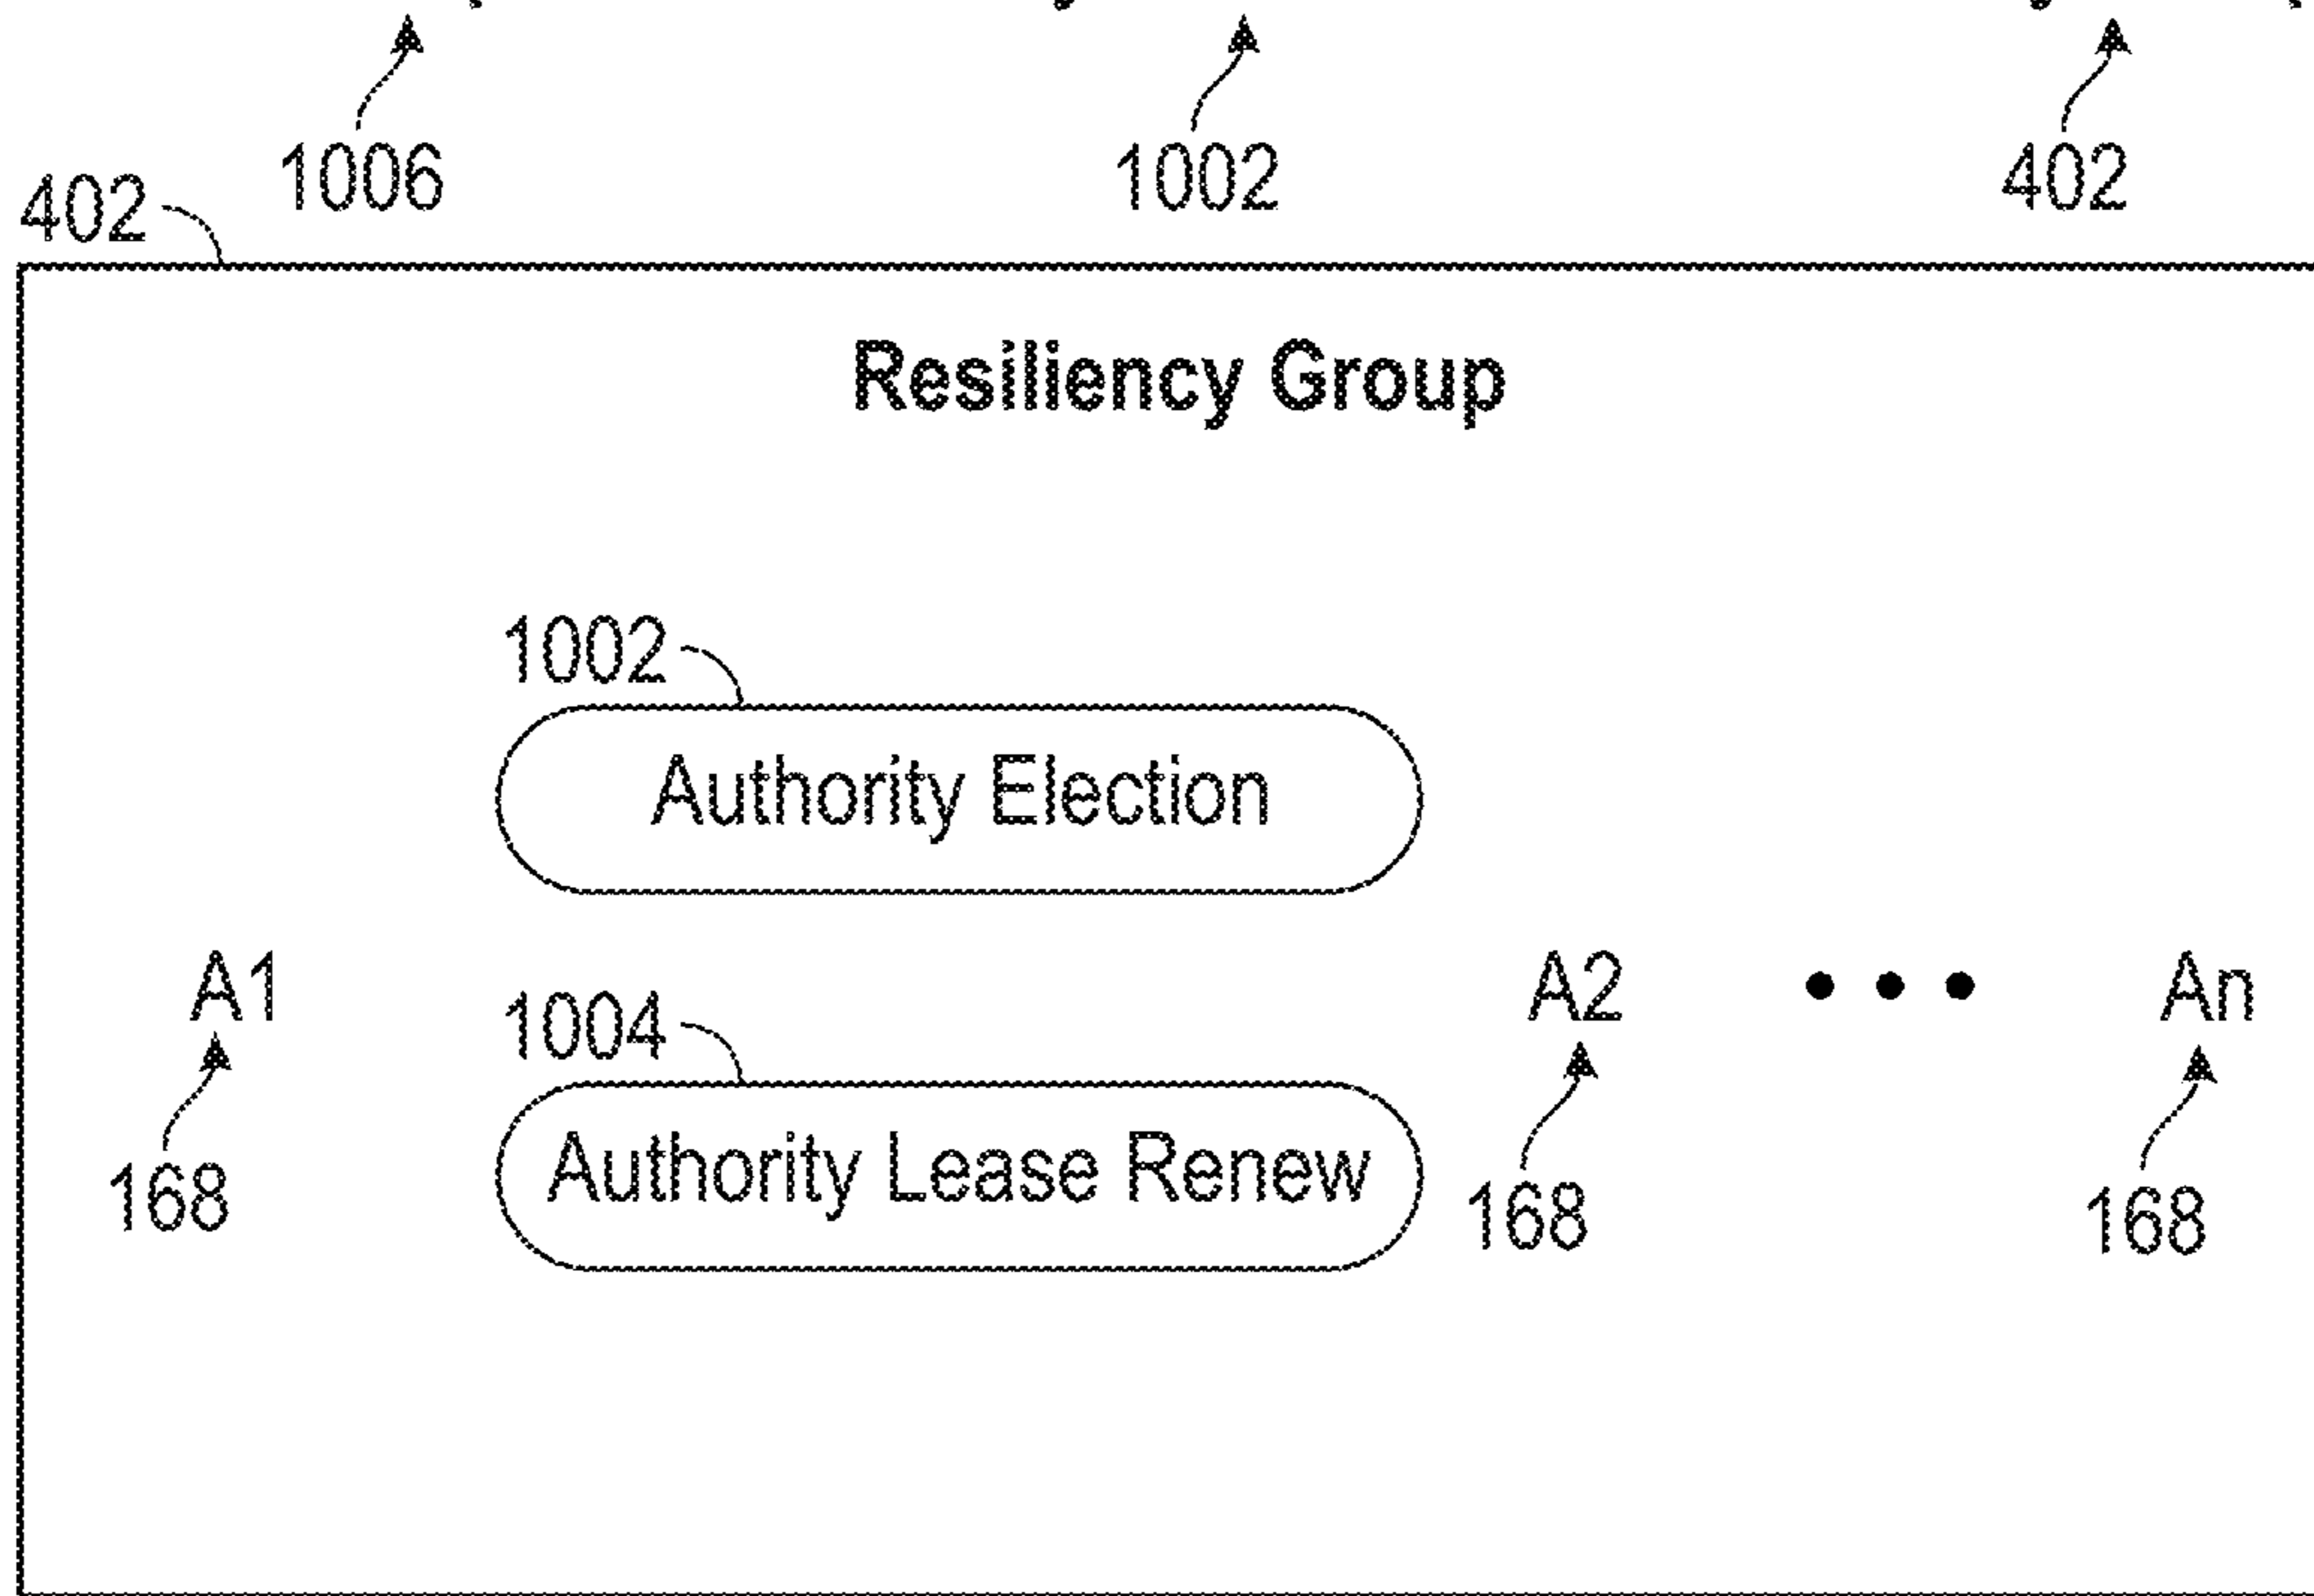 1006 1002 402
402
Resiliency Group
1002
Authority Election
A1 A2 ••• An
1004
Authority Lease Renew
168 168 168